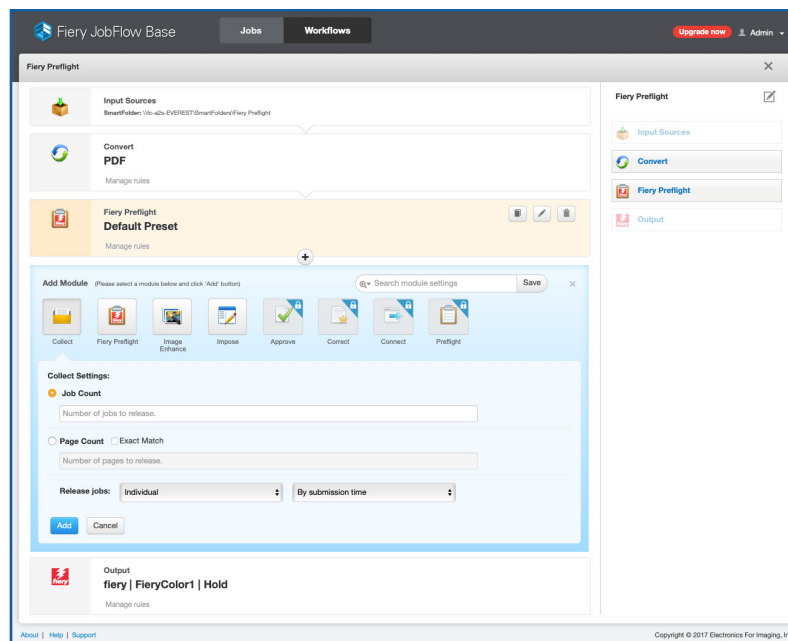 Fiery JobFlow Base
Jobs
Workflows
Upgrade now
Admin
Fiery Preflight
Input Sources
SmartFolder: \\fc-a2s-EVEREST\SmartFolders\Fiery Preflight
Convert
PDF
Manage rules
Fiery Preflight
Default Preset
Manage rules
Add Module (Please select a module below and click 'Add' button)
Search module settings
Save
Collect
Fiery Preflight
Image
Enhance
Impose
Approve
Correct
Connect
Preflight
Collect Settings:
Job Count
Number of jobs to release.
Page Count
Exact Match
Number of pages to release.
Release jobs:
Individual
By submission time
Add
Cancel
Output
fiery | FieryColor1 | Hold
Manage rules
Fiery Preflight
Input Sources
Convert
Fiery Preflight
Output
About | Help | Support
Copyright © 2017 Electronics For Imaging, In